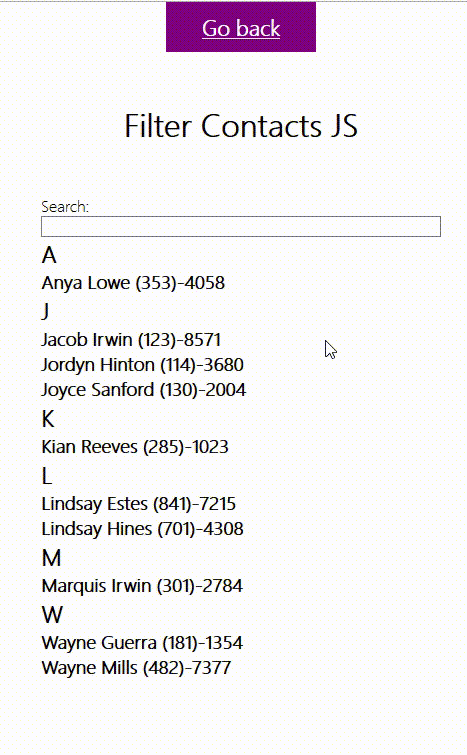 Go back
Filter Contacts JS
Search:
A
Anya Lowe (353)-4058
J
Jacob Irwin (123)-8571
Jordyn Hinton (114)-3680
Joyce Sanford (130)-2004
K
Kian Reeves (285)-1023
L
Lindsay Estes (841)-7215
Lindsay Hines (701)-4308
M
Marquis Irwin (301)-2784
W
Wayne Guerra (181)-1354
Wayne Mills (482)-7377